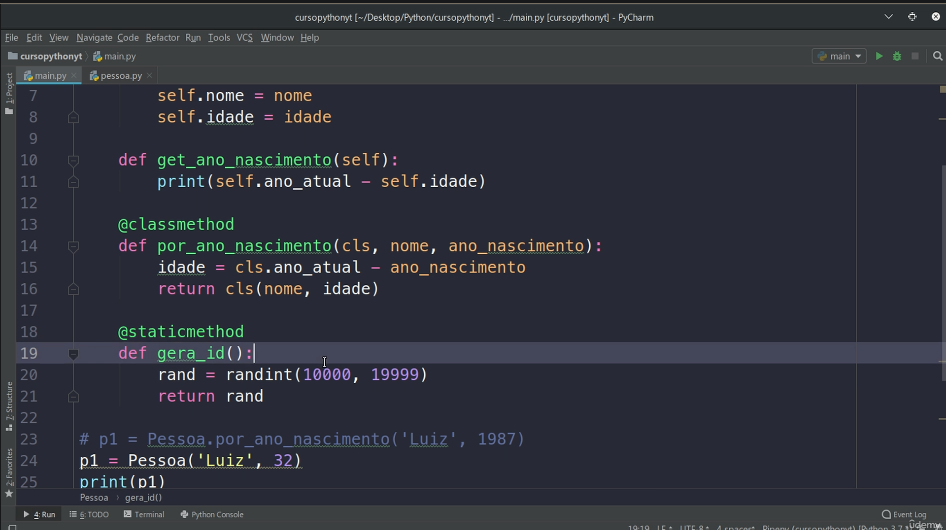 cursopythonyt [~/Desktop/Python/cursopythonyt] - .../main.py [cursopythonyt] - PyCharm
File Edit View Navigate Code Refactor Run Tools VCS Window Help
cursopythonyt main.py main
main.py pessoa.py
1: Project
7 self.nome = nome
8 self.idade = idade
9
10 def get_ano_nascimento(self):
11 print(self.ano_atual - self.idade)
12
13 @classmethod
14 def por_ano_nascimento(cls, nome, ano_nascimento):
15 idade = cls.ano_atual - ano_nascimento
16 return cls(nome, idade)
17
18 @staticmethod
19 def gera_id():
20 rand = randint(10000, 19999)
21 return rand
22
23 # p1 = Pessoa.por_ano_nascimento('Luiz', 1987)
24 p1 = Pessoa('Luiz', 32)
25 print(p1)
7: Structure
2: Favorites
Pessoa gera_id()
4: Run 6: TODO Terminal Python Console Event Log
19:19 LF UTF-8 4 spaces
Udemy